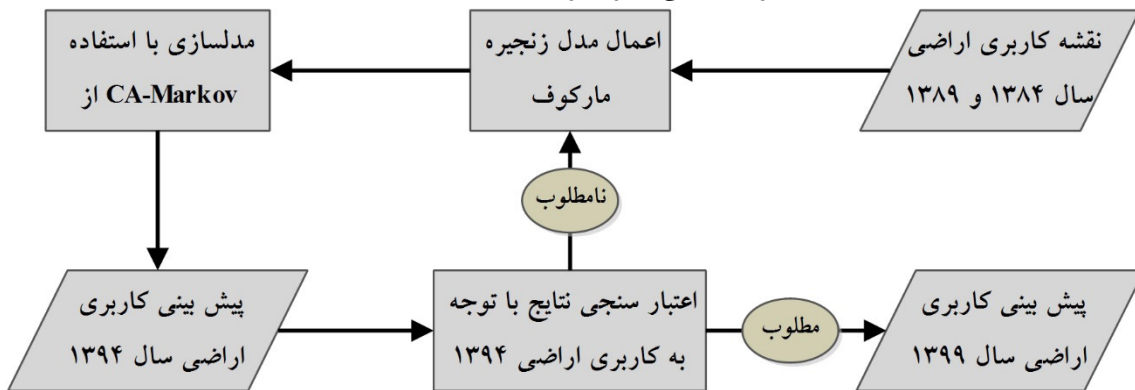 نقشه کاربری اراضی
سال ۱۳۸۴ و ۱۳۸۹
اعمال مدل زنجیره
مارکوف
مدلسازی با استفاده
از CA-Markov
پیش بینی کاربری
اراضی سال ۱۳۹۴
اعتبار سنجی نتایج با توجه
به کاربری اراضی ۱۳۹۴
نامطلوب
مطلوب
پیش بینی کاربری
اراضی سال ۱۳۹۹